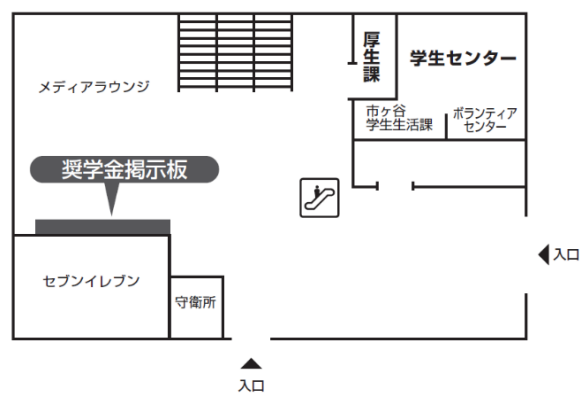 厚生課
学生センター
メディアラウンジ
市ヶ谷
学生生活課
ボランティア
センター
奨学金掲示板
入口
セブンイレブン
守衛所
入口